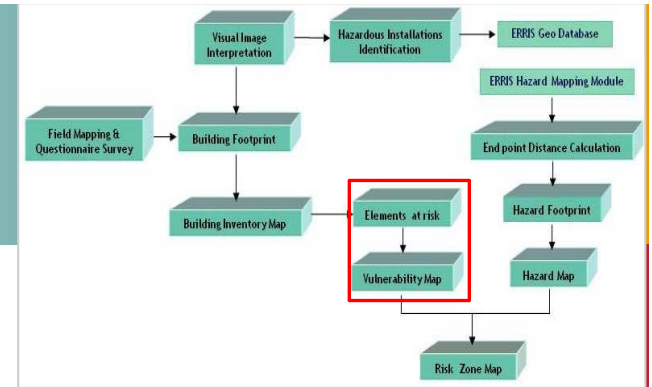 Visual Image
Interpretation
Hazardous Installations
Identification
ERRIS Geo Database
ERRIS Hazard Mapping Module
Field Mapping &
Questionnaire Survey
Building Footprint
End point Distance Calculation
Building Inventory Map
Elements at risk
Hazard Footprint
Vulnerability Map
Hazard Map
Risk Zone Map